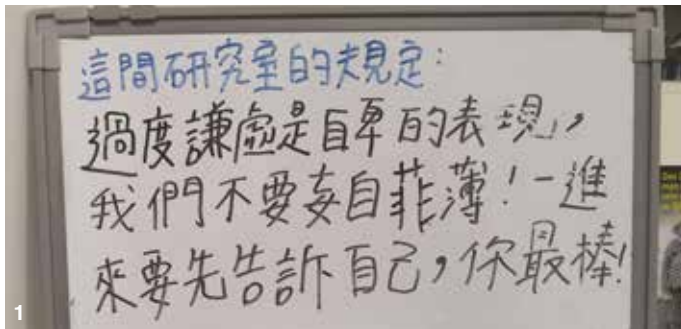 這間研究室的規定：
過度謙虛是自卑的表現，
我們不要妄自菲薄！一進
來要先告訴自己，你最棒！
1